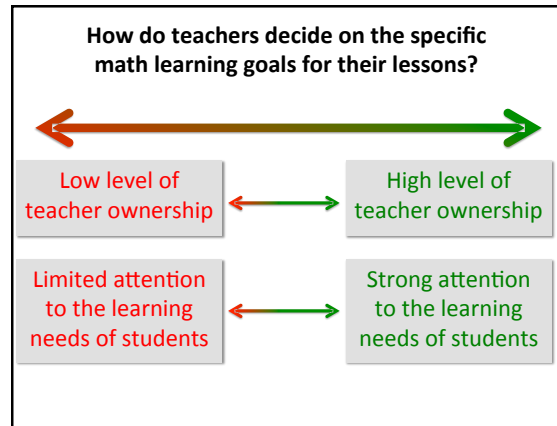 How do teachers decide on the specific
math learning goals for their lessons?
Low level of
teacher ownership
High level of
teacher ownership
Limited attention
to the learning
needs of students
Strong attention
to the learning
needs of students